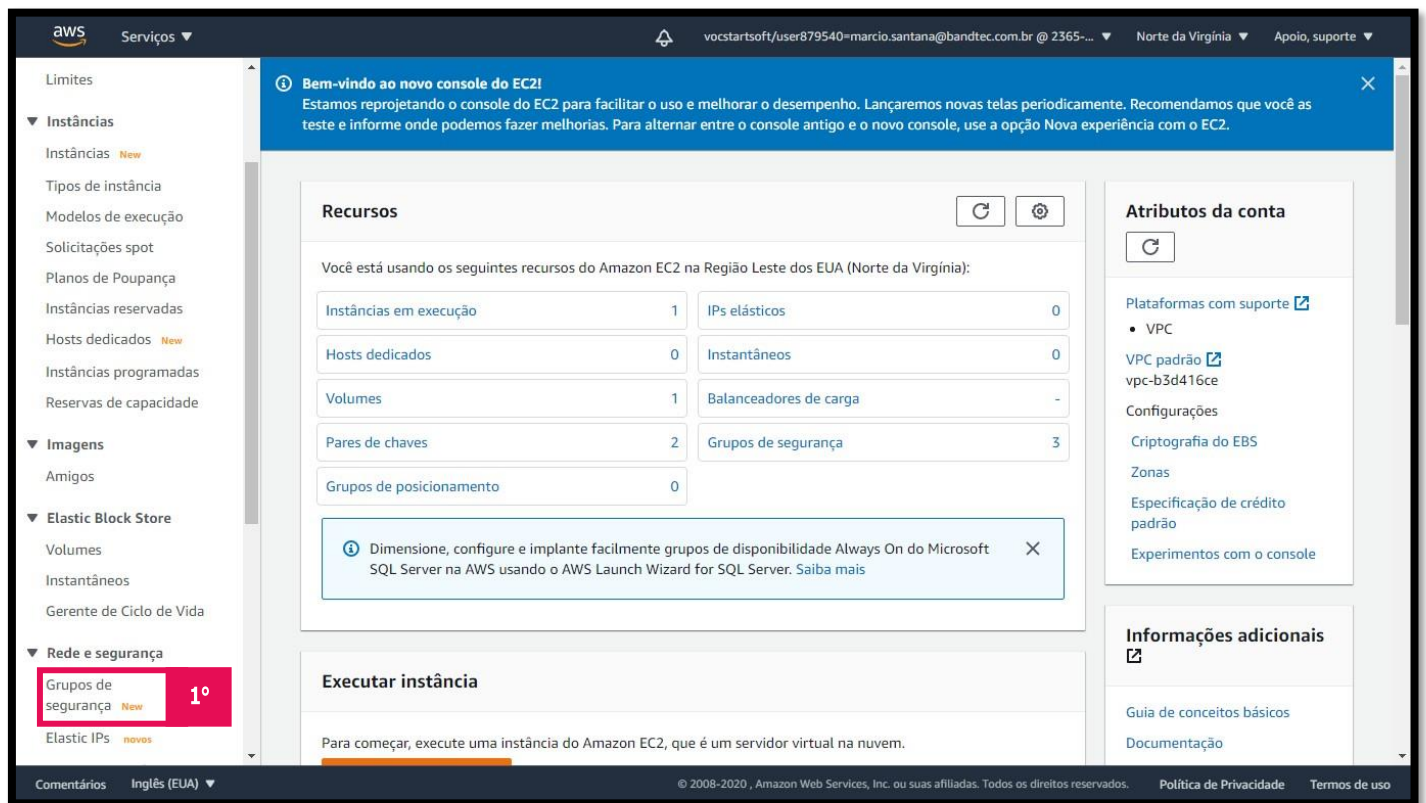 aws
Serviços ▼
vocstartsoft/user879540=marcio.santana@bandtec.com.br @ 2365-... ▼
Norte da Virgínia ▼
Apoio, suporte ▼
Limites
▼ Instâncias
Instâncias New
Tipos de instância
Modelos de execução
Solicitações spot
Planos de Poupança
Instâncias reservadas
Hosts dedicados New
Instâncias programadas
Reservas de capacidade
▼ Imagens
Amigos
▼ Elastic Block Store
Volumes
Instantâneos
Gerente de Ciclo de Vida
▼ Rede e segurança
Grupos de
segurança New
1º
Elastic IPs novos
Bem-vindo ao novo console do EC2!
Estamos reprojetando o console do EC2 para facilitar o uso e melhorar o desempenho. Lançaremos novas telas periodicamente. Recomendamos que você as
teste e informe onde podemos fazer melhorias. Para alternar entre o console antigo e o novo console, use a opção Nova experiência com o EC2.
Recursos
Você está usando os seguintes recursos do Amazon EC2 na Região Leste dos EUA (Norte da Virgínia):
Instâncias em execução 1
IPs elásticos 0
Hosts dedicados 0
Instantâneos 0
Volumes 1
Balanceadores de carga -
Pares de chaves 2
Grupos de segurança 3
Grupos de posicionamento 0
Dimensione, configure e implante facilmente grupos de disponibilidade Always On do Microsoft
SQL Server na AWS usando o AWS Launch Wizard for SQL Server. Saiba mais
Executar instância
Para começar, execute uma instância do Amazon EC2, que é um servidor virtual na nuvem.
Atributos da conta
Plataformas com suporte
• VPC
VPC padrão
vpc-b3d416ce
Configurações
Criptografia do EBS
Zonas
Especificação de crédito
padrão
Experimentos com o console
Informações adicionais
Guia de conceitos básicos
Documentação
Comentários
Inglês (EUA) ▼
© 2008-2020 , Amazon Web Services, Inc. ou suas afiliadas. Todos os direitos reservados.
Política de Privacidade
Termos de uso